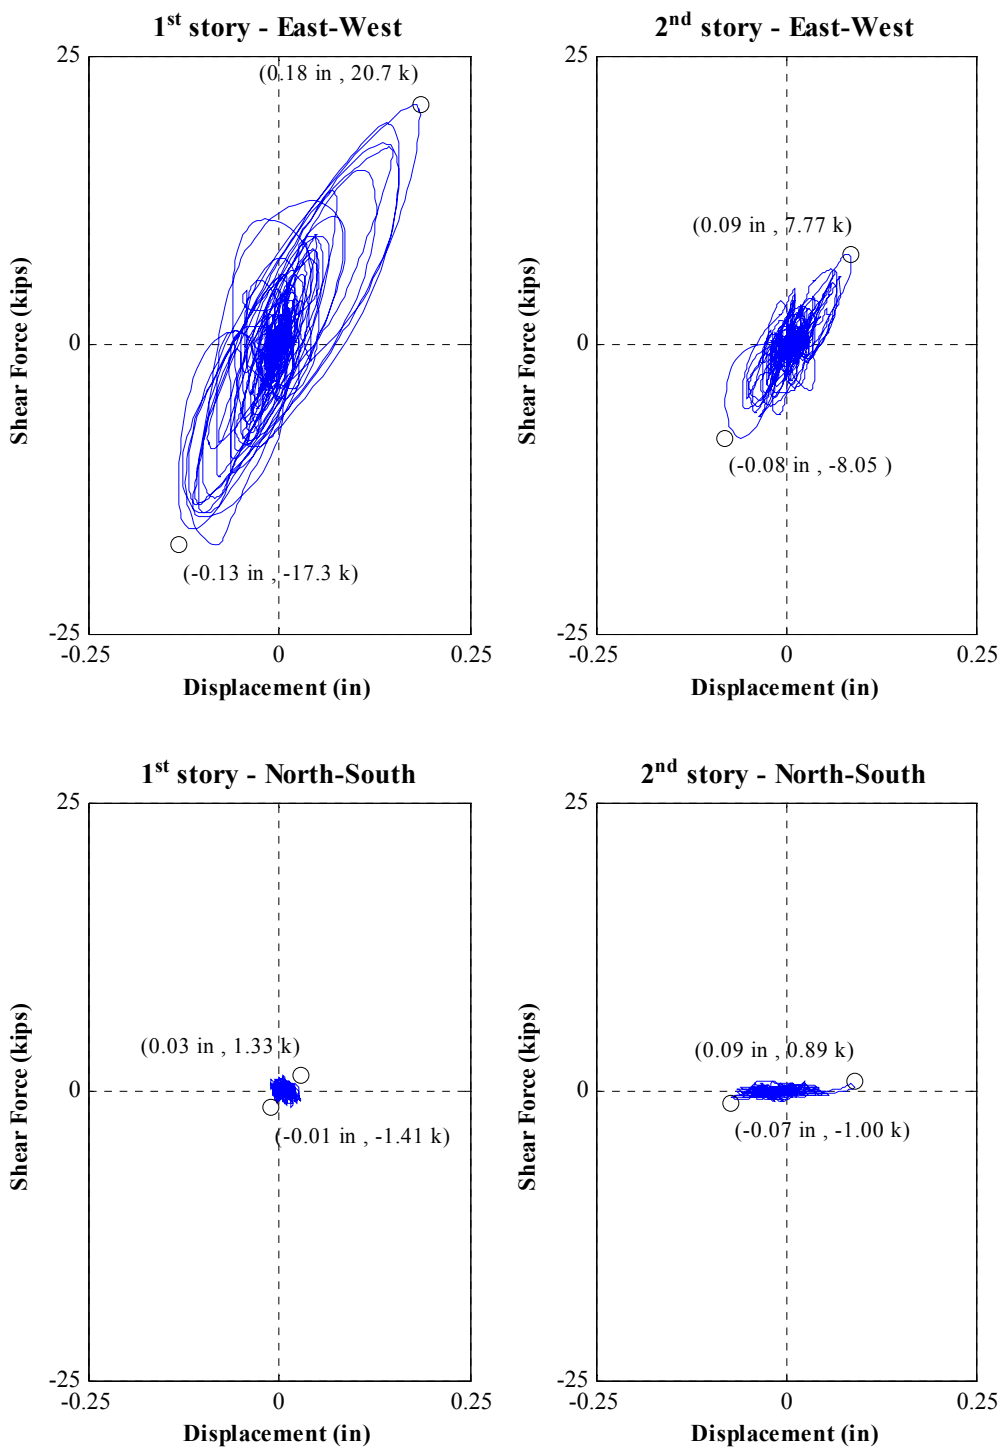 1st story - East-West
25
(0.18 in , 20.7 k)
0
(-0.13 in , -17.3 k)
-25
-0.25 0 0.25
Displacement (in)
Shear Force (kips)
2nd story - East-West
25
(0.09 in , 7.77 k)
0
(-0.08 in , -8.05 )
-25
-0.25 0 0.25
Displacement (in)
Shear Force (kips)
1st story - North-South
25
(0.03 in , 1.33 k)
0
(-0.01 in , -1.41 k)
-25
-0.25 0 0.25
Displacement (in)
Shear Force (kips)
2nd story - North-South
25
(0.09 in , 0.89 k)
0
(-0.07 in , -1.00 k)
-25
-0.25 0 0.25
Displacement (in)
Shear Force (kips)